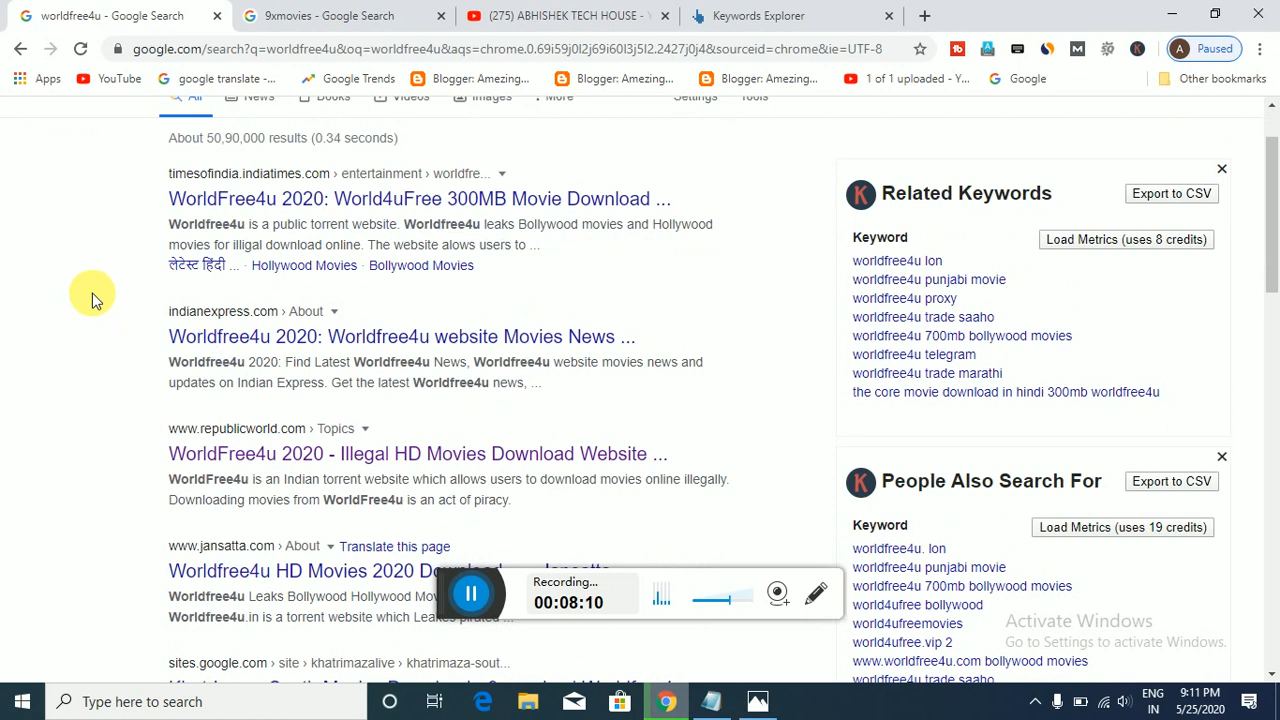 worldfree4u - Google Search
9xmovies - Google Search
(275) ABHISHEK TECH HOUSE - Y
Keywords Explorer
google.com/search?q=worldfree4u&oq=worldfree4u&aqs=chrome.0.69i59j0l2j69i60l3j5l2.2427j0j4&sourceid=chrome&ie=UTF-8
A Paused
Apps
YouTube
google translate -...
Google Trends
Blogger: Amezing...
Blogger: Amezing...
Blogger: Amezing...
1 of 1 uploaded - Y...
Google
Other bookmarks
All
News
Books
Videos
Images
More
Settings
Tools
About 50,90,000 results (0.34 seconds)
timesofindia.indiatimes.com › entertainment › worldfre...
WorldFree4u 2020: World4uFree 300MB Movie Download ...
Worldfree4u is a public torrent website. Worldfree4u leaks Bollywood movies and Hollywood
movies for illigal download online. The website alows users to ...
लेटेस्ट हिंदी ... · Hollywood Movies · Bollywood Movies
indianexpress.com › About
Worldfree4u 2020: Worldfree4u website Movies News ...
Worldfree4u 2020: Find Latest Worldfree4u News, Worldfree4u website movies news and
updates on Indian Express. Get the latest Worldfree4u news, ...
www.republicworld.com › Topics
WorldFree4u 2020 - Illegal HD Movies Download Website ...
WorldFree4u is an Indian torrent website which allows users to download movies online illegally.
Downloading movies from WorldFree4u is an act of piracy.
www.jansatta.com › About
Translate this page
Worldfree4u HD Movies 2020
Worldfree4u Leaks Bollywood
Worldfree4u.in is a torrent website which Leaks
sites.google.com › site › khatrimazalive › khatrimaza-sout...
K Related Keywords
Export to CSV
Keyword
Load Metrics (uses 8 credits)
worldfree4u lon
worldfree4u punjabi movie
worldfree4u proxy
worldfree4u trade saaho
worldfree4u 700mb bollywood movies
worldfree4u telegram
worldfree4u trade marathi
the core movie download in hindi 300mb worldfree4u
K People Also Search For
Export to CSV
Keyword
Load Metrics (uses 19 credits)
worldfree4u. lon
worldfree4u punjabi movie
worldfree4u 700mb bollywood movies
world4ufree bollywood
world4ufreemovies
world4ufree.vip 2
www.worldfree4u.com bollywood movies
worldfree4u trade saaho
Recording...
00:08:10
Activate Windows
Go to Settings to activate Windows.
Type here to search
ENG
IN
9:11 PM
5/25/2020